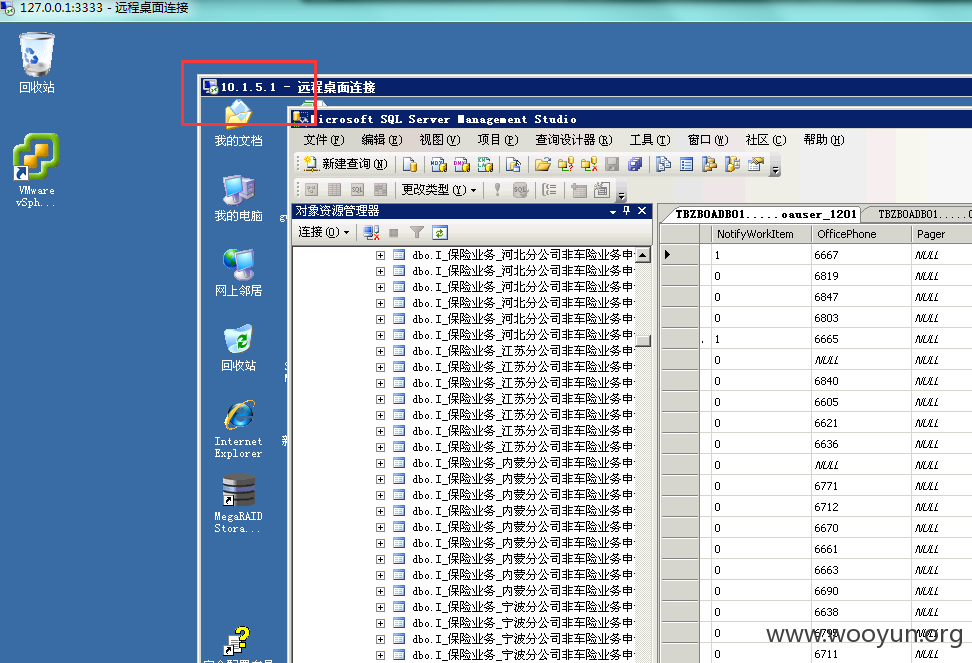 127.0.0.1:3333 - 远程桌面连接
回收站
VMware
vSph...
10.1.5.1 - 远程桌面连接
我的文档
我的电脑
网上邻居
回收站
Internet
Explorer
MegaRAID
Stora...
Microsoft SQL Server Management Studio
文件(F) 编辑(E) 视图(V) 项目(P) 查询设计器(R) 工具(T) 窗口(W) 社区(C) 帮助(H)
新建查询(N)
更改类型(Y)
对象资源管理器
连接(O)
dbo.I_保险业务_河北分公司非车险业务申
dbo.I_保险业务_河北分公司非车险业务申
dbo.I_保险业务_河北分公司非车险业务申
dbo.I_保险业务_河北分公司非车险业务申
dbo.I_保险业务_河北分公司非车险业务申
dbo.I_保险业务_河北分公司非车险业务申
dbo.I_保险业务_江苏分公司非车险业务申
dbo.I_保险业务_江苏分公司非车险业务申
dbo.I_保险业务_江苏分公司非车险业务申
dbo.I_保险业务_江苏分公司非车险业务申
dbo.I_保险业务_江苏分公司非车险业务申
dbo.I_保险业务_江苏分公司非车险业务申
dbo.I_保险业务_江苏分公司非车险业务申
dbo.I_保险业务_内蒙分公司非车险业务申
dbo.I_保险业务_内蒙分公司非车险业务申
dbo.I_保险业务_内蒙分公司非车险业务申
dbo.I_保险业务_内蒙分公司非车险业务申
dbo.I_保险业务_内蒙分公司非车险业务申
dbo.I_保险业务_内蒙分公司非车险业务申
dbo.I_保险业务_内蒙分公司非车险业务申
dbo.I_保险业务_内蒙分公司非车险业务申
dbo.I_保险业务_内蒙分公司非车险业务申
dbo.I_保险业务_宁波分公司非车险业务申
dbo.I_保险业务_宁波分公司非车险业务申
dbo.I_保险业务_宁波分公司非车险业务申
dbo.I_保险业务_宁波分公司非车险业务申
TBZBOADB01.....oauser_1201 TBZBOADB01.....
NotifyWorkItem OfficePhone Pager
1 6667 NULL
0 6819 NULL
0 6847 NULL
0 6803 NULL
1 6665 NULL
0 NULL NULL
0 6840 NULL
0 6605 NULL
0 6621 NULL
0 6636 NULL
0 NULL NULL
0 6771 NULL
0 6712 NULL
0 6670 NULL
0 6661 NULL
0 6663 NULL
0 6690 NULL
0 6638 NULL
0 NULL
0 6711 NULL
www.wooyun.org